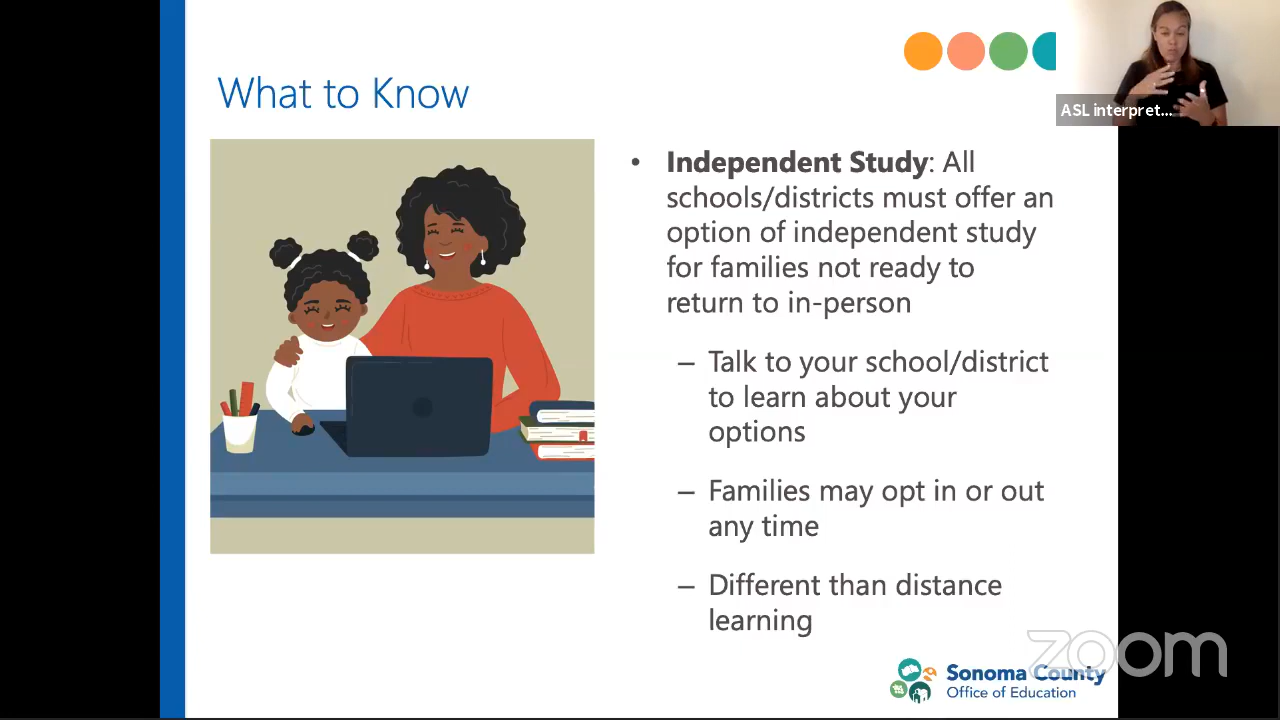 What to Know
ASL interpret...
• Independent Study: All
schools/districts must offer an
option of independent study
for families not ready to
return to in-person
– Talk to your school/district
to learn about your
options
– Families may opt in or out
any time
– Different than distance
learning
zoom
Sonoma County
Office of Education